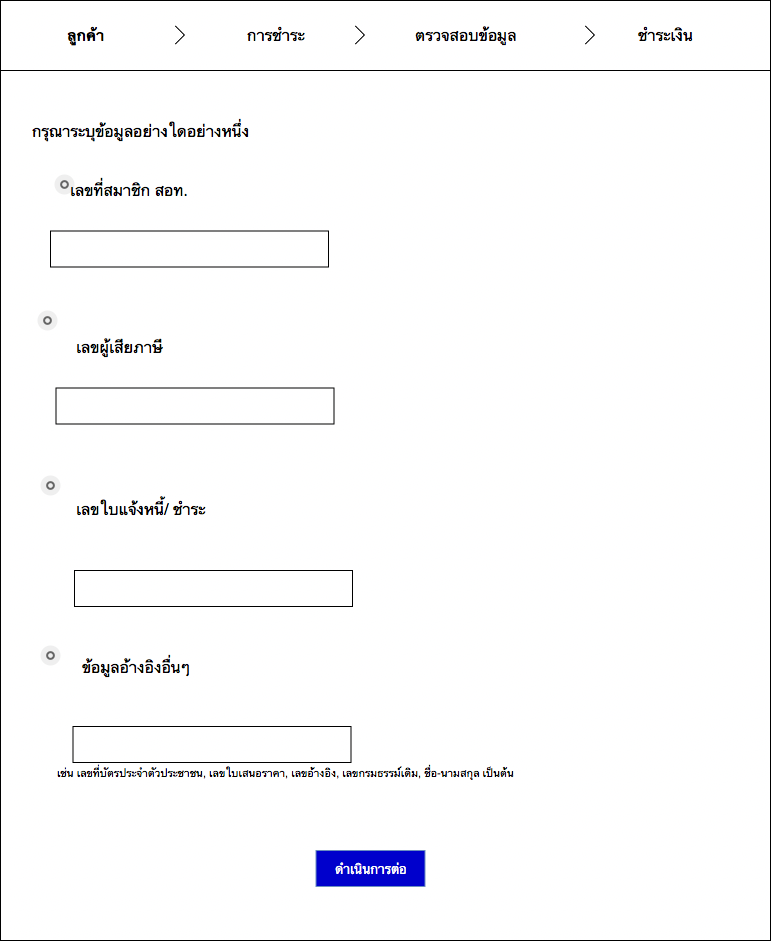 ลูกค้า การชำระ ตรวจสอบข้อมูล ชำระเงิน
กรุณาระบุข้อมูลอย่างใดอย่างหนึ่ง
เลขที่สมาชิก สอท.
เลขผู้เสียภาษี
เลขใบแจ้งหนี้/ ชำระ
ข้อมูลอ้างอิงอื่นๆ
เช่น เลขที่บัตรประจำตัวประชาชน, เลขใบเสนอราคา, เลขอ้างอิง, เลขกรมธรรม์เดิม, ชื่อ-นามสกุล เป็นต้น
ดำเนินการต่อ